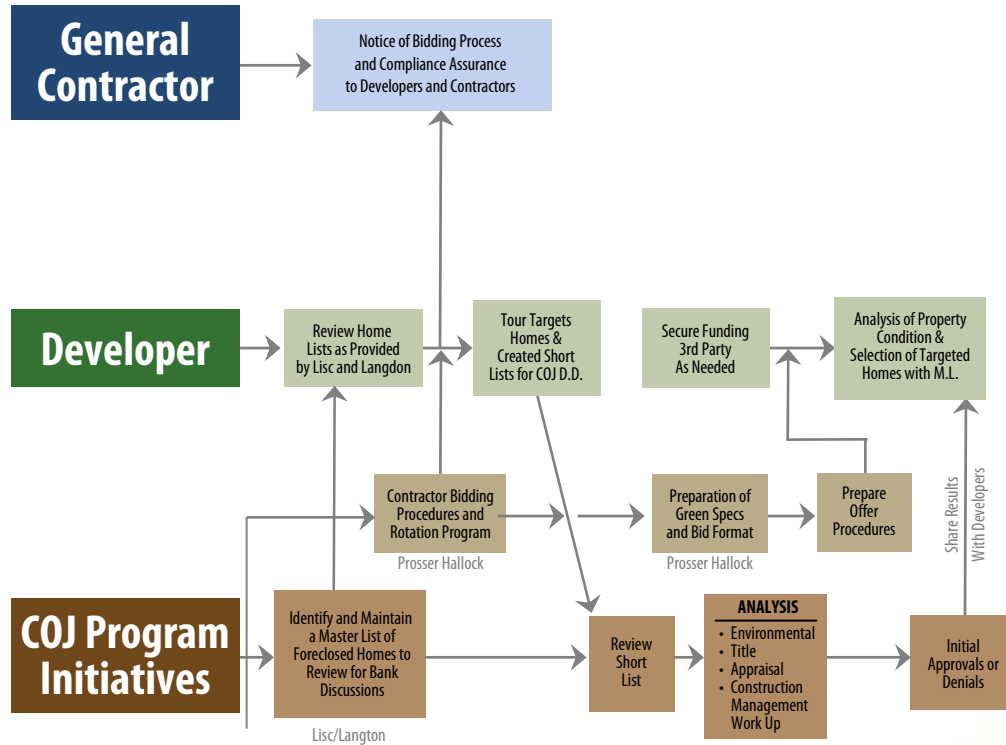 General
Contractor
Notice of Bidding Process
and Compliance Assurance
to Developers and Contractors
Developer
Review Home
Lists as Provided
by Lisc and Langdon
Tour Targets
Homes &
Created Short
Lists for COJ D.D.
Secure Funding
3rd Party
As Needed
Analysis of Property
Condition &
Selection of Targeted
Homes with M.L.
Contractor Bidding
Procedures and
Rotation Program
Prosser Hallock
Preparation of
Green Specs
and Bid Format
Prosser Hallock
Prepare
Offer
Procedures
Share Results
With Developers
COJ Program
Initiatives
Identify and Maintain
a Master List of
Foreclosed Homes to
Review for Bank
Discussions
Lisc/Langton
Review
Short
List
ANALYSIS
• Environmental
• Title
• Appraisal
• Construction
Management
Work Up
Initial
Approvals or
Denials